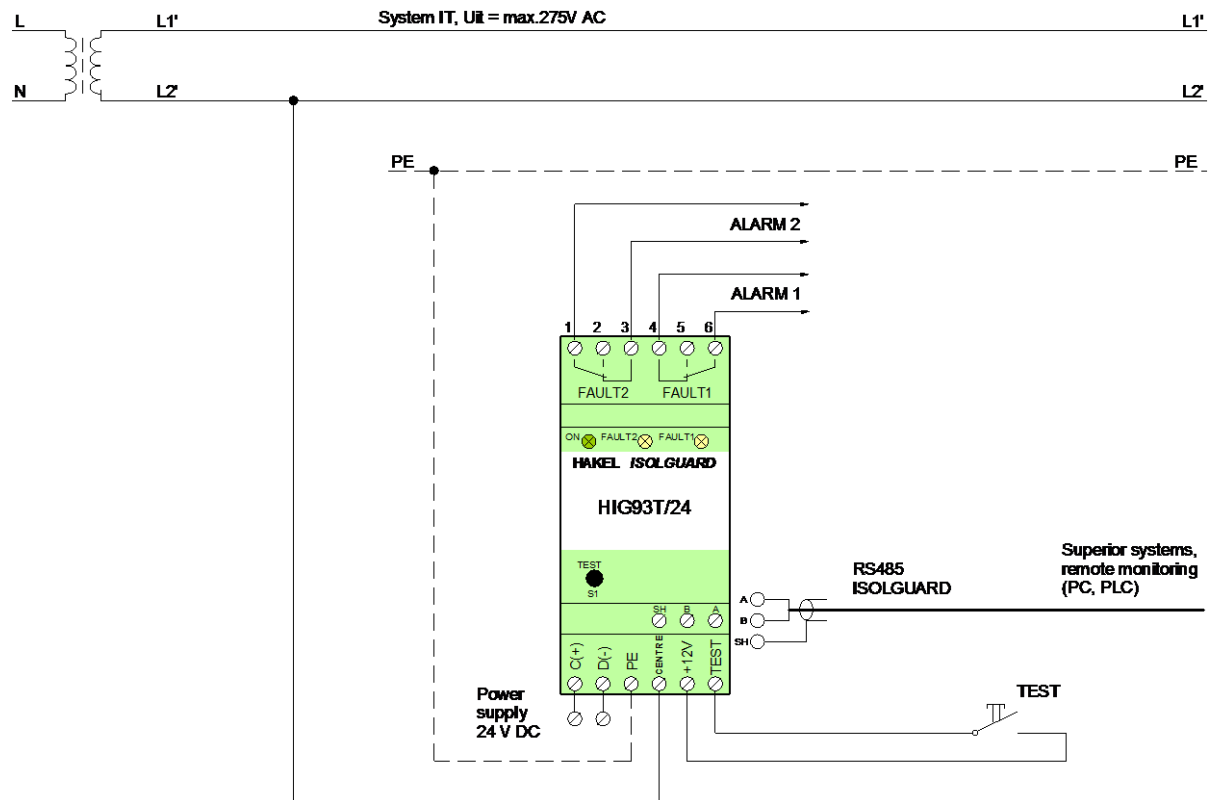 L L1' System IT, Uit = max.275V AC L1'
N L2' L2'
PE PE
ALARM 2
ALARM 1
1 2 3 4 5 6
FAULT2 FAULT1
ON FAULT2 FAULT1
HAKEL ISOLGUARD
HIG93T/24
TEST
S1
RS485
ISOLGUARD
Superior systems,
remote monitoring
(PC, PLC)
SH B A
A
B
SH
C(+) D(-) PE CENTRE +12V TEST
Power
supply
24 V DC
TEST